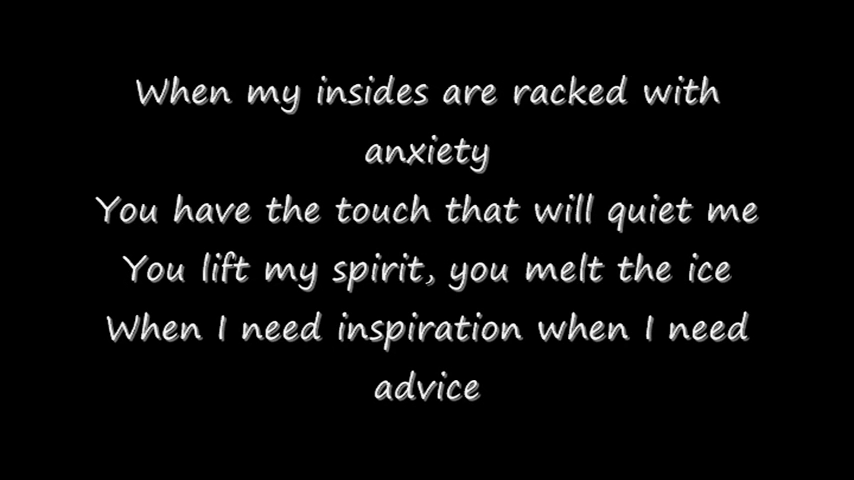 When my insides are racked with
anxiety
You have the touch that will quiet me
You lift my spirit, you melt the ice
When I need inspiration when I need
advice